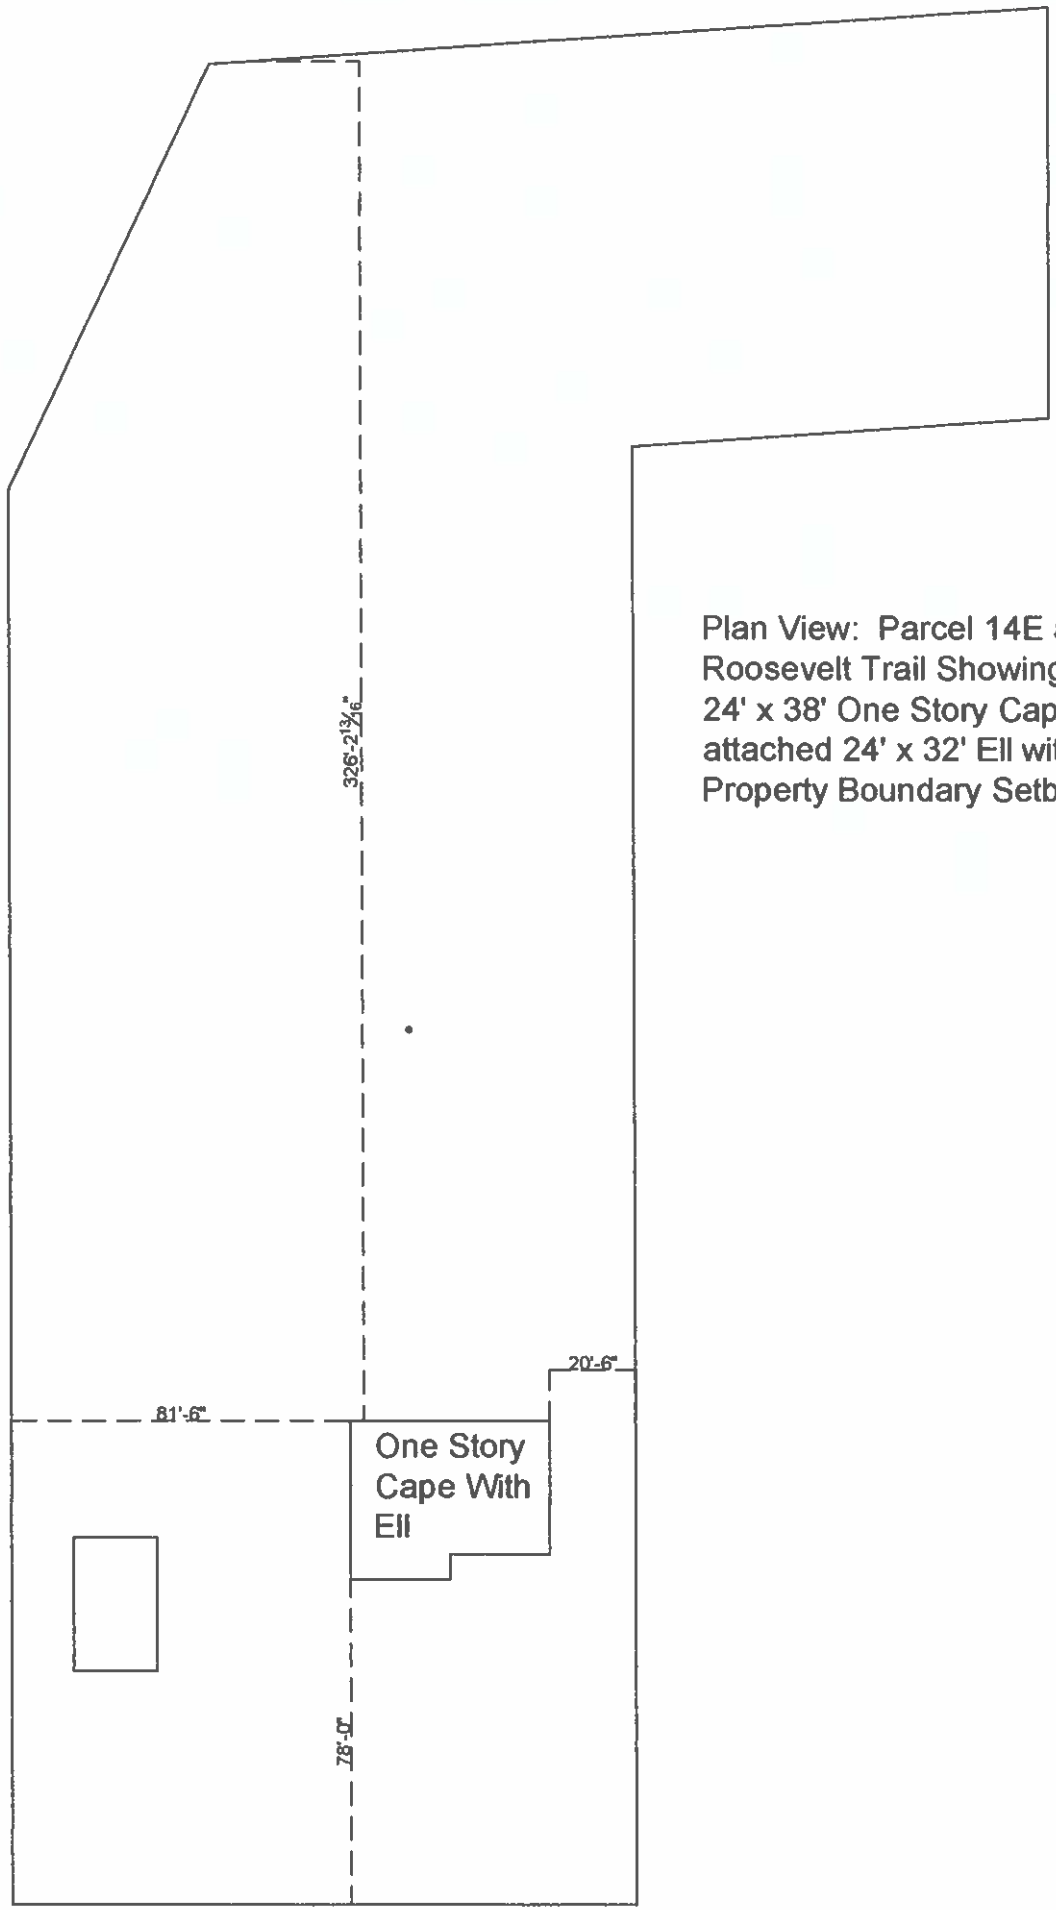 Plan View: Parcel 14E
Roosevelt Trail Showing
24' x 38' One Story Cap
attached 24' x 32' Ell wit
Property Boundary Setb
326'-2 13/16"
20'-6"
81'-6"
One Story
Cape With
Ell
78'-0"